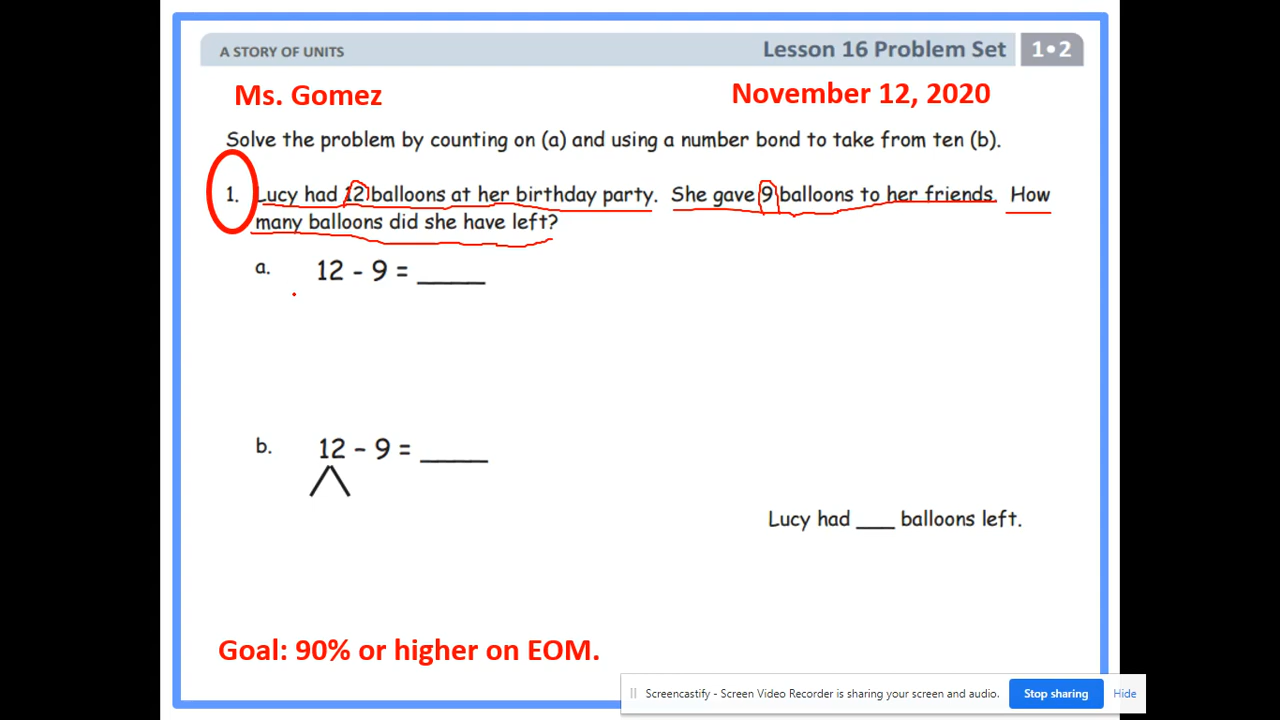 A STORY OF UNITS
Lesson 16 Problem Set 1•2
Ms. Gomez
November 12, 2020
Solve the problem by counting on (a) and using a number bond to take from ten (b).
1. Lucy had 12 balloons at her birthday party. She gave 9 balloons to her friends. How
many balloons did she have left?
a. 12 - 9 = _____
b. 12 - 9 = _____
Lucy had ___ balloons left.
Goal: 90% or higher on EOM.
Screencastify - Screen Video Recorder is sharing your screen and audio. Stop sharing Hide